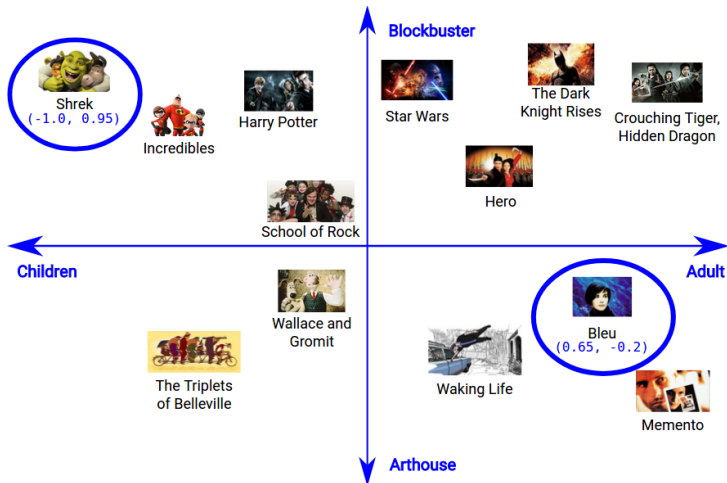 Blockbuster
Shrek
(-1.0, 0.95)
Incredibles
Harry Potter
Star Wars
The Dark
Knight Rises
Crouching Tiger,
Hidden Dragon
Hero
School of Rock
Children
Adult
Wallace and
Gromit
Bleu
(0.65, -0.2)
The Triplets
of Belleville
Waking Life
Memento
Arthouse